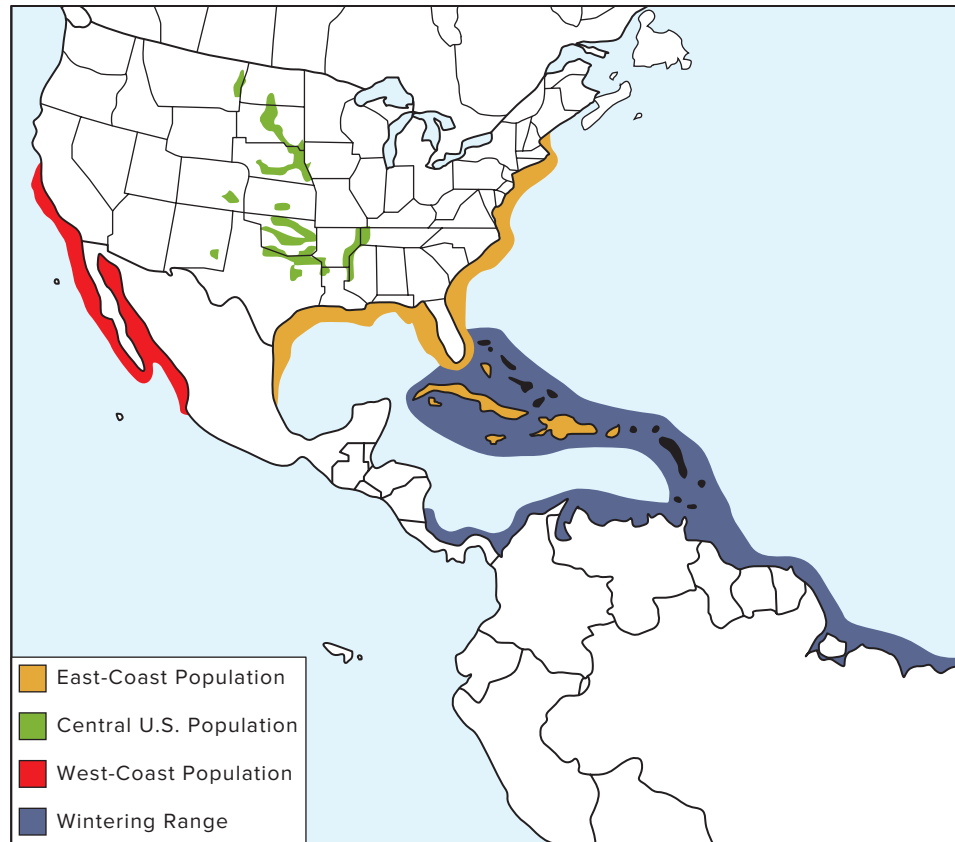 East-Coast Population
Central U.S. Population
West-Coast Population
Wintering Range